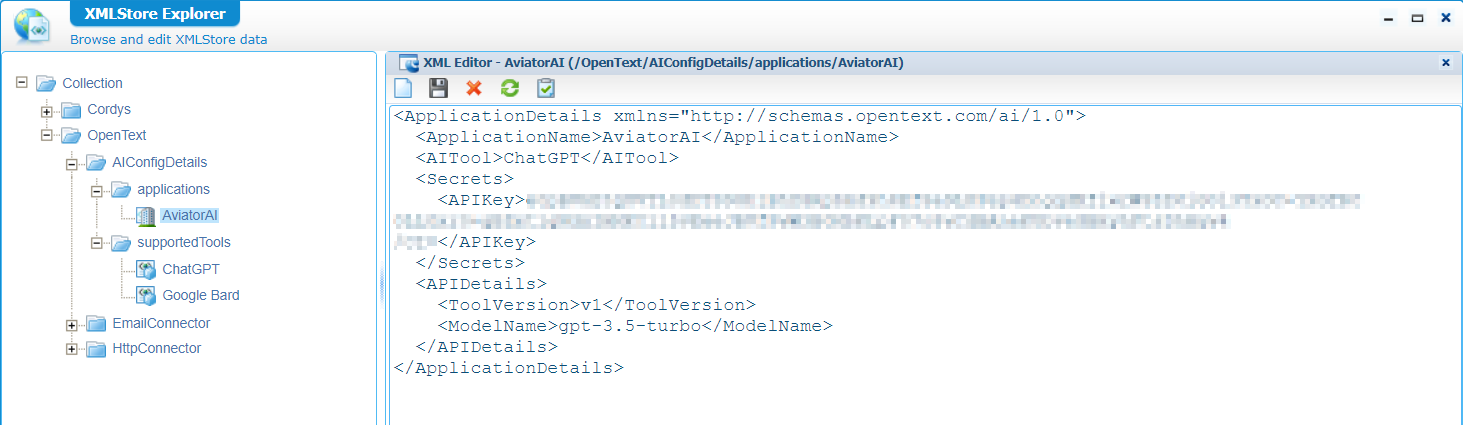 XMLStore Explorer
Browse and edit XMLStore data
Collection
Cordys
OpenText
AIConfigDetails
applications
AviatorAI
supportedTools
ChatGPT
Google Bard
EmailConnector
HttpConnector
XML Editor - AviatorAI (/OpenText/AIConfigDetails/applications/AviatorAI)
<ApplicationDetails xmlns="http://schemas.opentext.com/ai/1.0">
<ApplicationName>AviatorAI</ApplicationName>
<AITool>ChatGPT</AITool>
<Secrets>
<APIKey>
</APIKey>
</Secrets>
<APIDetails>
<ToolVersion>v1</ToolVersion>
<ModelName>gpt-3.5-turbo</ModelName>
</APIDetails>
</ApplicationDetails>